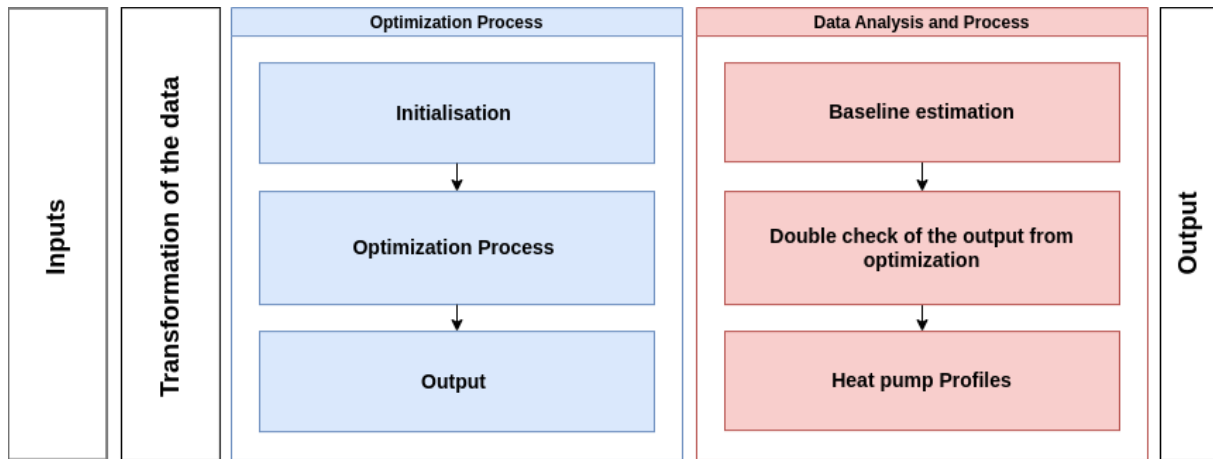 Inputs
Transformation of the data
Optimization Process
Initialisation
Optimization Process
Output
Data Analysis and Process
Baseline estimation
Double check of the output from
optimization
Heat pump Profiles
Output